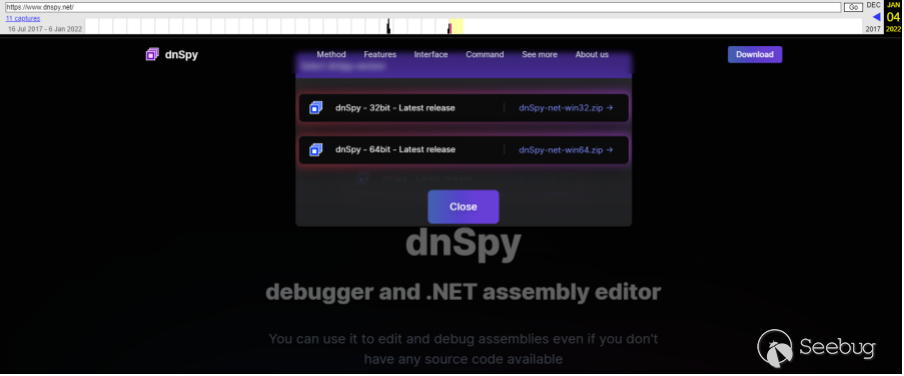 https://www.dnspy.net/ Go DEC JAN
11 captures 04
16 Jul 2017 - 6 Jan 2022 2017 2022
dnSpy Method Features Interface Command See more About us Download
dnSpy - 32bit - Latest release dnSpy-net-win32.zip →
dnSpy - 64bit - Latest release dnSpy-net-win64.zip →
Close
dnSpy
debugger and .NET assembly editor
You can use it to edit and debug assemblies even if you don't
have any source code available
Seebug